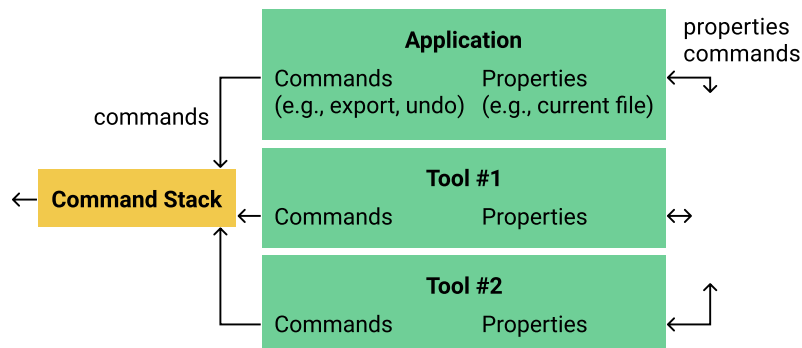 Application
properties
commands
Commands
(e.g., export, undo)
Properties
(e.g., current file)
commands
Tool #1
Command Stack
Commands
Properties
Tool #2
Commands
Properties